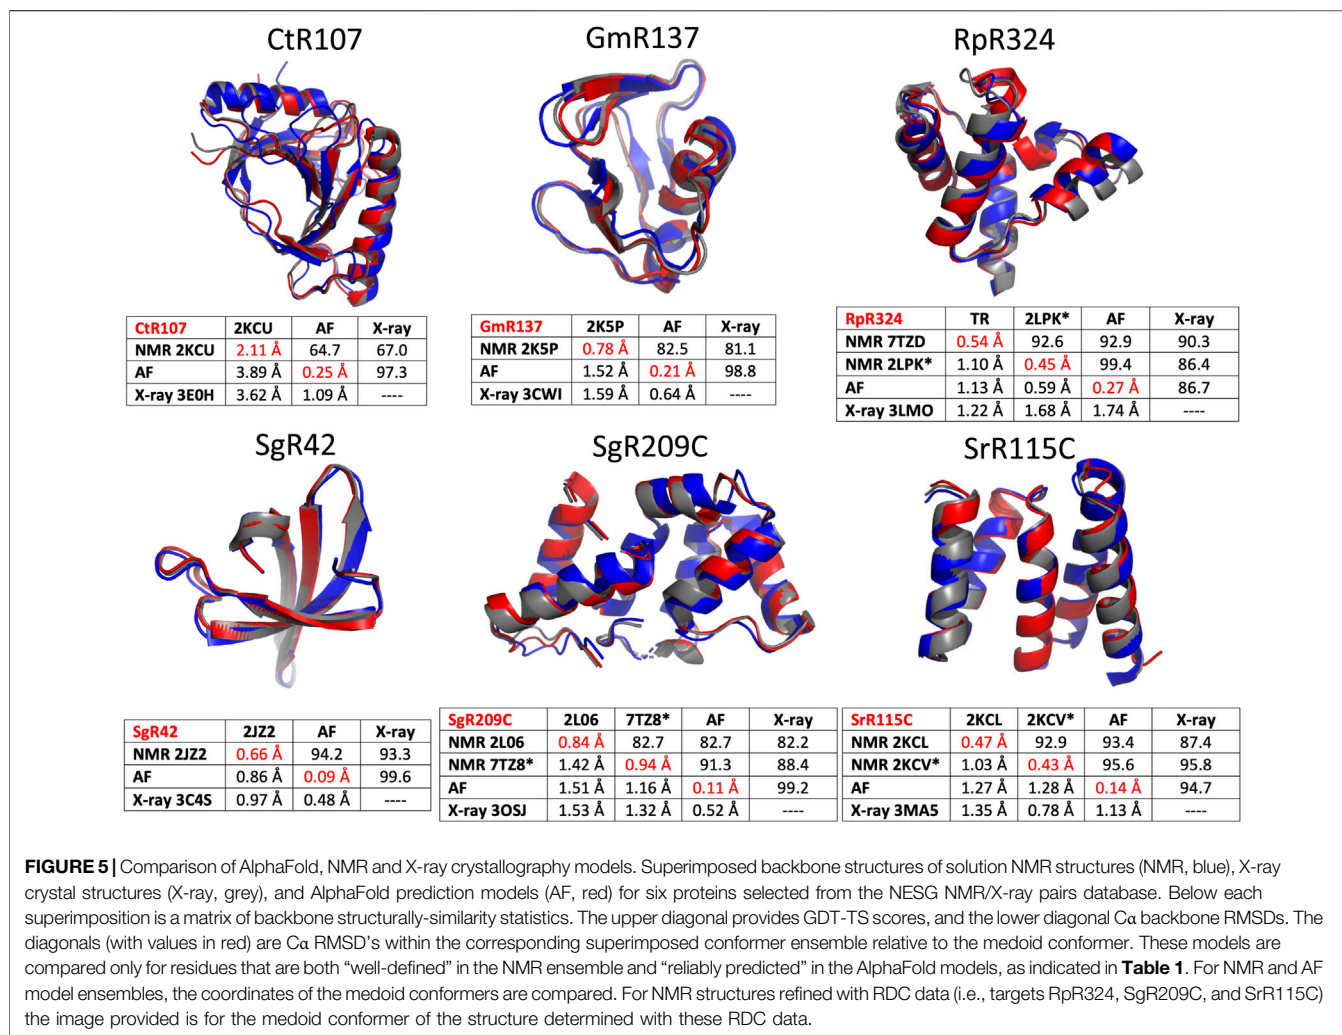 CtR107
GmR137
RpR324
CtR107 2KCU AF X-ray
NMR 2KCU 2.11 Å 64.7 67.0
AF 3.89 Å 0.25 Å 97.3
X-ray 3E0H 3.62 Å 1.09 Å ----
GmR137 2K5P AF X-ray
NMR 2K5P 0.78 Å 82.5 81.1
AF 1.52 Å 0.21 Å 98.8
X-ray 3CWI 1.59 Å 0.64 Å ----
RpR324 TR 2LPK* AF X-ray
NMR 7TZD 0.54 Å 92.6 92.9 90.3
NMR 2LPK* 1.10 Å 0.45 Å 99.4 86.4
AF 1.13 Å 0.59 Å 0.27 Å 86.7
X-ray 3LMO 1.22 Å 1.68 Å 1.74 Å ----
SgR42
SgR209C
SrR115C
SgR42 2JZ2 AF X-ray
NMR 2JZ2 0.66 Å 94.2 93.3
AF 0.86 Å 0.09 Å 99.6
X-ray 3C4S 0.97 Å 0.48 Å ----
SgR209C 2L06 7TZ8* AF X-ray
NMR 2L06 0.84 Å 82.7 82.7 82.2
NMR 7TZ8* 1.42 Å 0.94 Å 91.3 88.4
AF 1.51 Å 1.16 Å 0.11 Å 99.2
X-ray 3OSJ 1.53 Å 1.32 Å 0.52 Å ----
SrR115C 2KCL 2KCV* AF X-ray
NMR 2KCL 0.47 Å 92.9 93.4 87.4
NMR 2KCV* 1.03 Å 0.43 Å 95.6 95.8
AF 1.27 Å 1.28 Å 0.14 Å 94.7
X-ray 3MA5 1.35 Å 0.78 Å 1.13 Å ----
FIGURE 5 | Comparison of AlphaFold, NMR and X-ray crystallography models. Superimposed backbone structures of solution NMR structures (NMR, blue), X-ray
crystal structures (X-ray, grey), and AlphaFold prediction models (AF, red) for six proteins selected from the NESG NMR/X-ray pairs database. Below each
superimposition is a matrix of backbone structurally-similarity statistics. The upper diagonal provides GDT-TS scores, and the lower diagonal Cα backbone RMSDs. The
diagonals (with values in red) are Cα RMSD's within the corresponding superimposed conformer ensemble relative to the medoid conformer. These models are
compared only for residues that are both “well-defined” in the NMR ensemble and “reliably predicted” in the AlphaFold models, as indicated in Table 1. For NMR and AF
model ensembles, the coordinates of the medoid conformers are compared. For NMR structures refined with RDC data (i.e., targets RpR324, SgR209C, and SrR115C)
the image provided is for the medoid conformer of the structure determined with these RDC data.